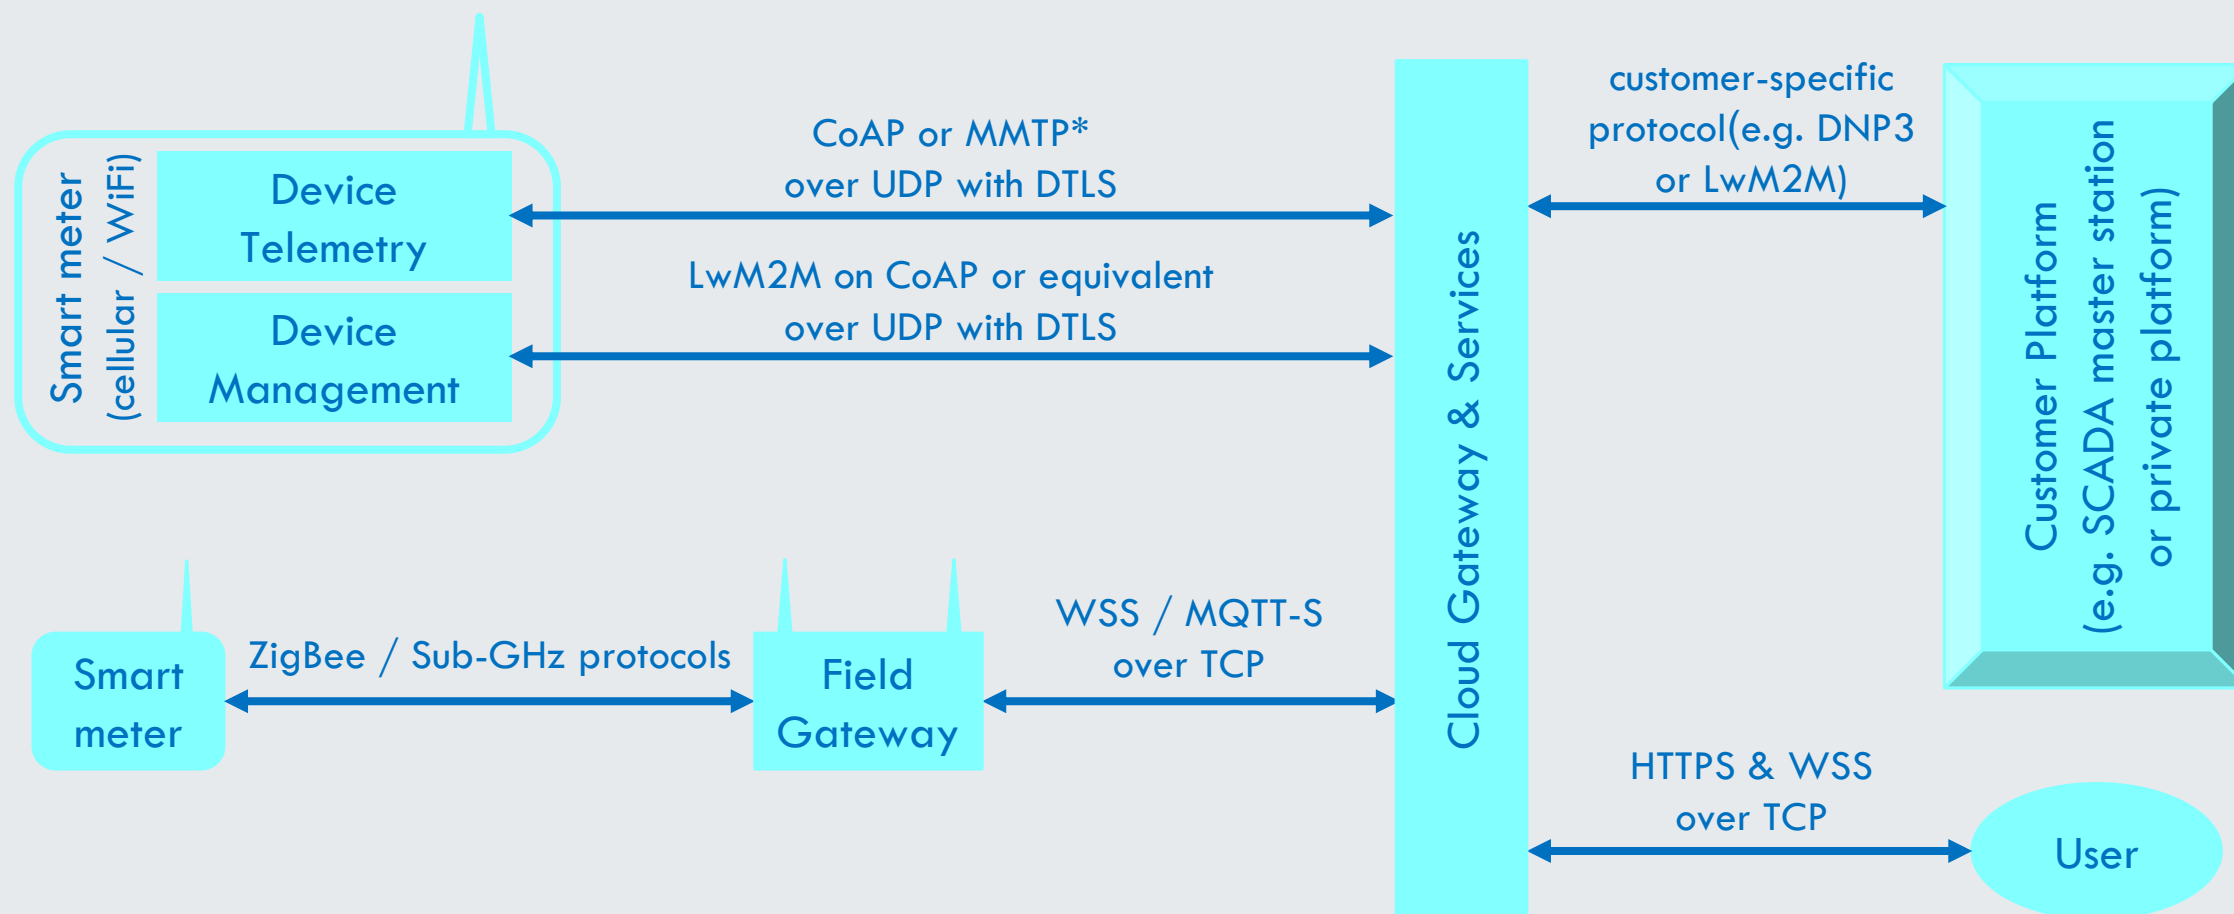 Smart meter
(cellular / WiFi)
Device
Telemetry
Device
Management
CoAP or MMTP*
over UDP with DTLS
LwM2M on CoAP or equivalent
over UDP with DTLS
Cloud Gateway & Services
customer-specific
protocol(e.g. DNP3
or LwM2M)
Customer Platform
(e.g. SCADA master station
or private platform)
Smart
meter
ZigBee / Sub-GHz protocols
Field
Gateway
WSS / MQTT-S
over TCP
HTTPS & WSS
over TCP
User